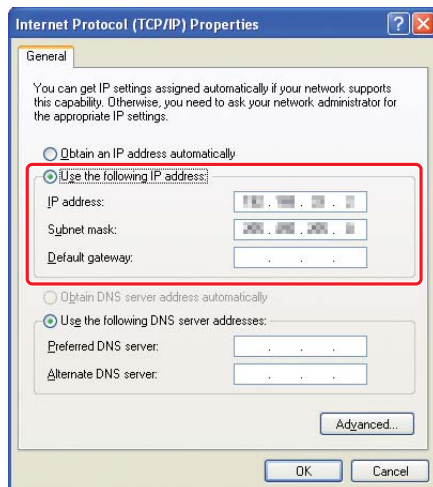 Internet Protocol (TCP/IP) Properties
General
You can get IP settings assigned automatically if your network supports
this capability. Otherwise, you need to ask your network administrator for
the appropriate IP settings.
Obtain an IP address automatically
Use the following IP address:
IP address:
Subnet mask:
Default gateway:
Obtain DNS server address automatically
Use the following DNS server addresses:
Preferred DNS server:
Alternate DNS server:
Advanced...
OK
Cancel